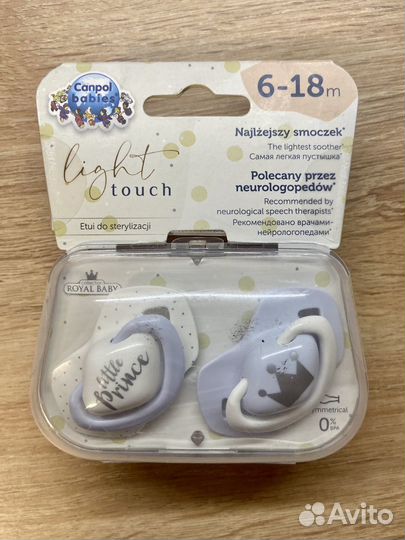 Canpol
babies
6-18m
light
touch
Najlżejszy smoczek*
The lightest soother*
Самая легкая пустышка*
Polecany przez
neurologopedów*
Recommended by
neurological speech therapists*
Рекомендовано врачами-
нейрологопедами*
Etui do sterylizacji
ROYAL BABY
little
prince
mmetrical
0%
BPA
Avito